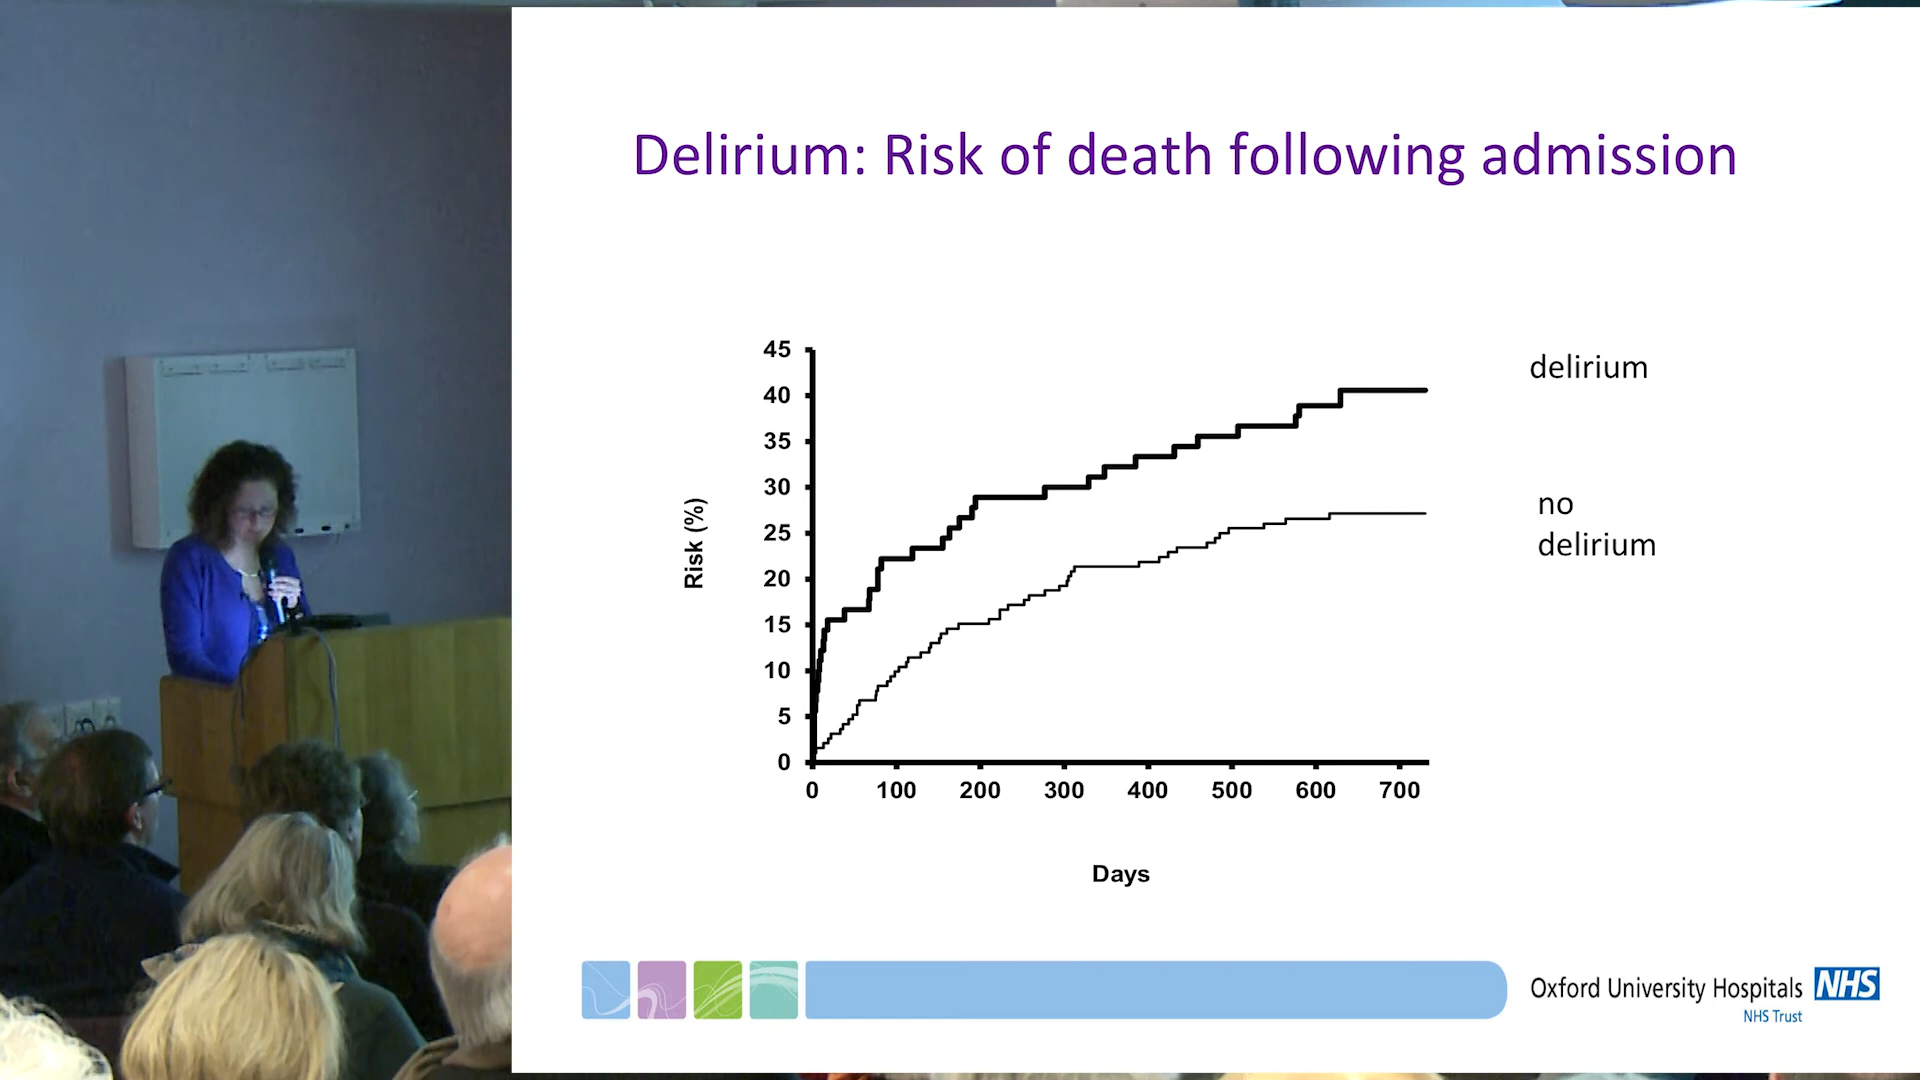 Delirium: Risk of death following admission
45
40
35
30
25
20
15
10
5
0
Risk (%)
0 100 200 300 400 500 600 700
Days
delirium
no
delirium
Oxford University Hospitals NHS
NHS Trust